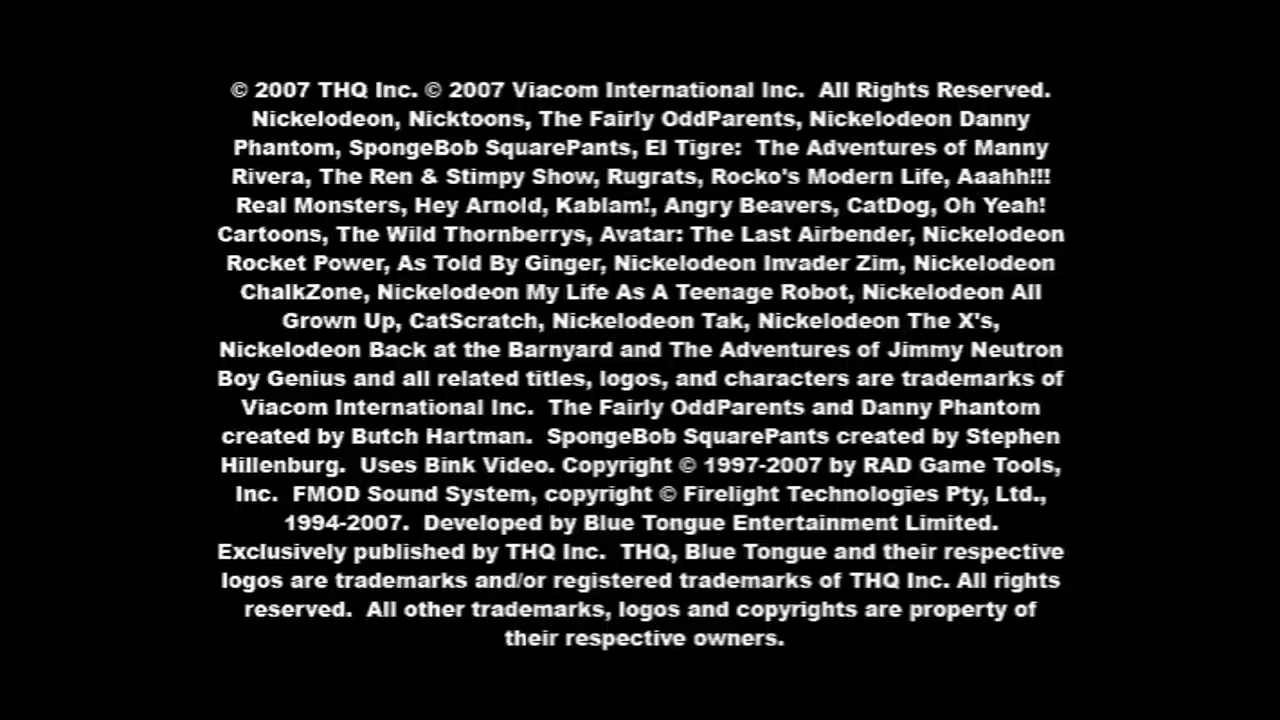 © 2007 THQ Inc. © 2007 Viacom International Inc.  All Rights Reserved.
Nickelodeon, Nicktoons, The Fairly OddParents, Nickelodeon Danny
Phantom, SpongeBob SquarePants, El Tigre:  The Adventures of Manny
Rivera, The Ren & Stimpy Show, Rugrats, Rocko's Modern Life, Aaahh!!!
Real Monsters, Hey Arnold, Kablam!, Angry Beavers, CatDog, Oh Yeah!
Cartoons, The Wild Thornberrys, Avatar: The Last Airbender, Nickelodeon
Rocket Power, As Told By Ginger, Nickelodeon Invader Zim, Nickelodeon
ChalkZone, Nickelodeon My Life As A Teenage Robot, Nickelodeon All
Grown Up, CatScratch, Nickelodeon Tak, Nickelodeon The X's,
Nickelodeon Back at the Barnyard and The Adventures of Jimmy Neutron
Boy Genius and all related titles, logos, and characters are trademarks of
Viacom International Inc.  The Fairly OddParents and Danny Phantom
created by Butch Hartman.  SpongeBob SquarePants created by Stephen
Hillenburg.  Uses Bink Video. Copyright © 1997-2007 by RAD Game Tools,
Inc.  FMOD Sound System, copyright © Firelight Technologies Pty, Ltd.,
1994-2007.  Developed by Blue Tongue Entertainment Limited.
Exclusively published by THQ Inc.  THQ, Blue Tongue and their respective
logos are trademarks and/or registered trademarks of THQ Inc. All rights
reserved.  All other trademarks, logos and copyrights are property of
their respective owners.